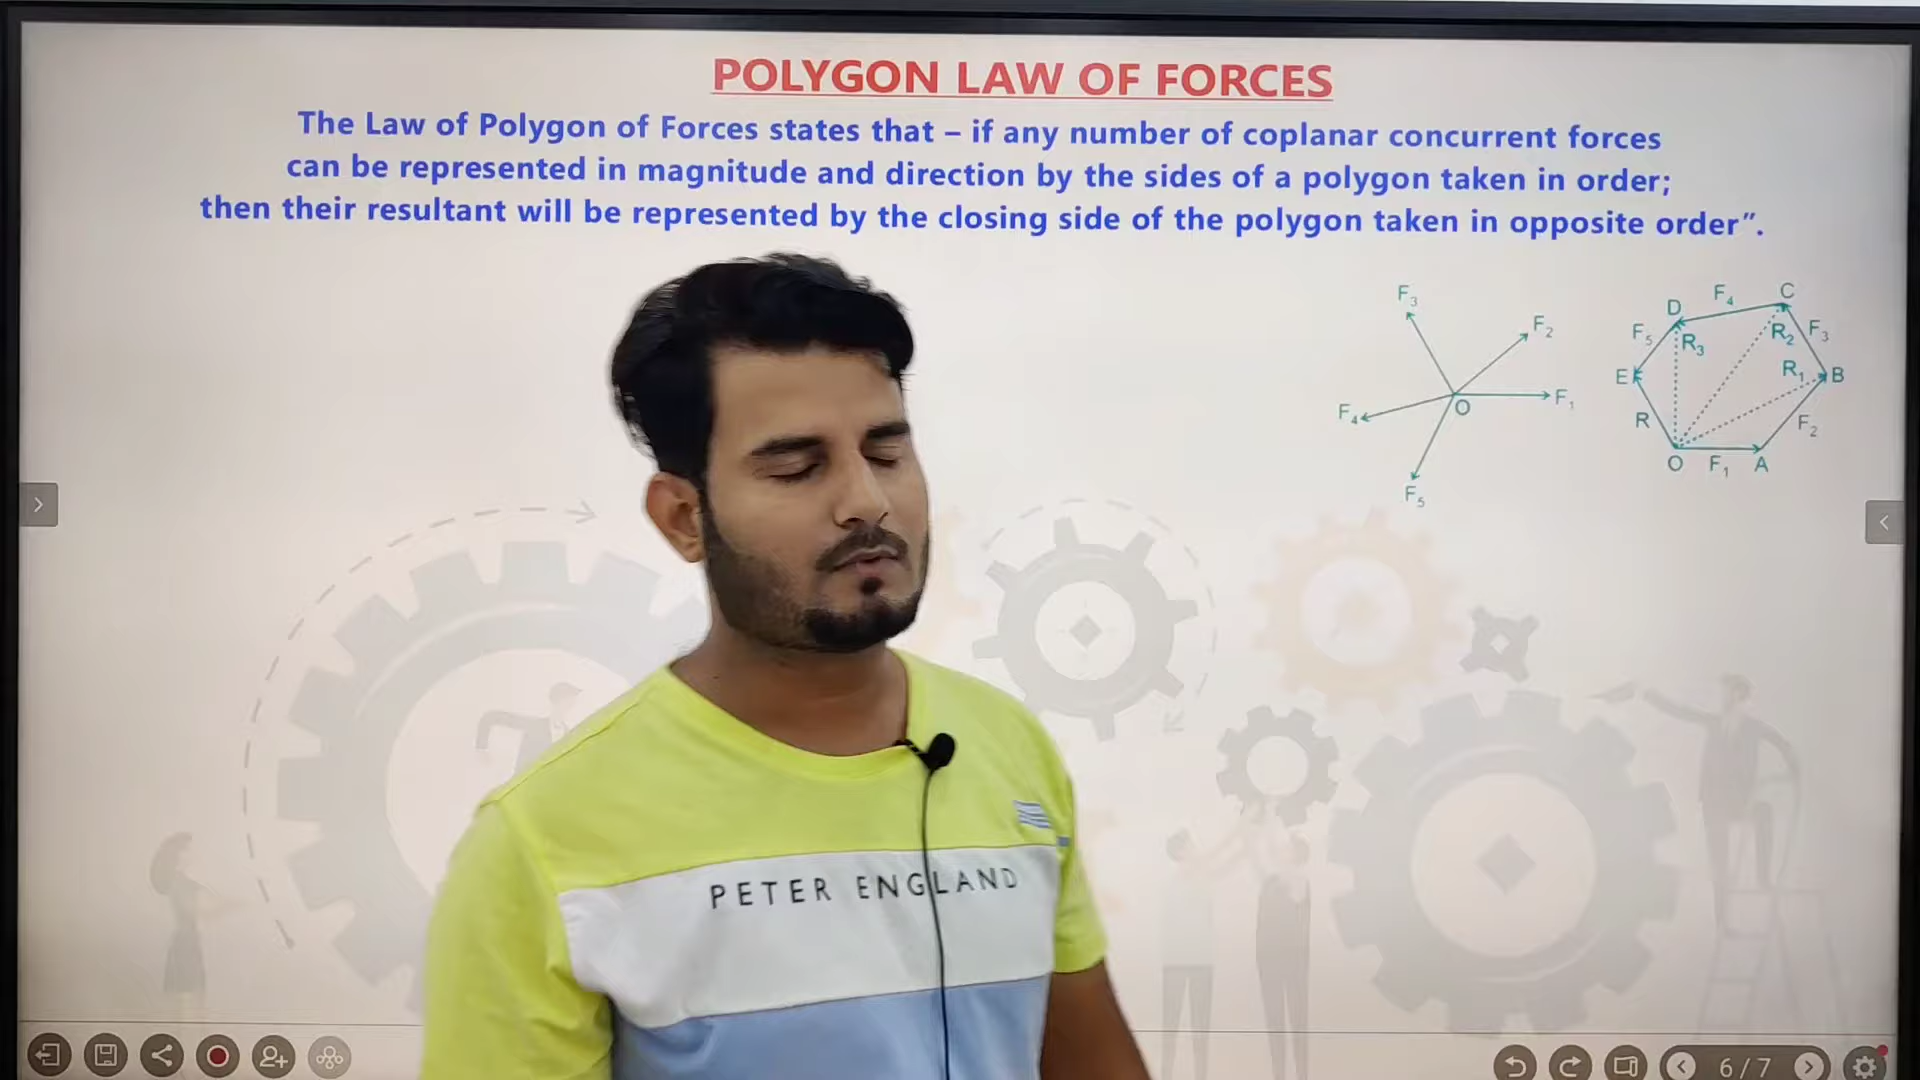 POLYGON LAW OF FORCES
The Law of Polygon of Forces states that – if any number of coplanar concurrent forces
can be represented in magnitude and direction by the sides of a polygon taken in order;
then their resultant will be represented by the closing side of the polygon taken in opposite order”.
F₃
F₂
F₁
O
F₄
F₅
D
F₄
C
F₅
R₃
R₂
F₃
E
R₁
B
R
F₂
O
F₁
A
PETER ENGLAND
6 / 7